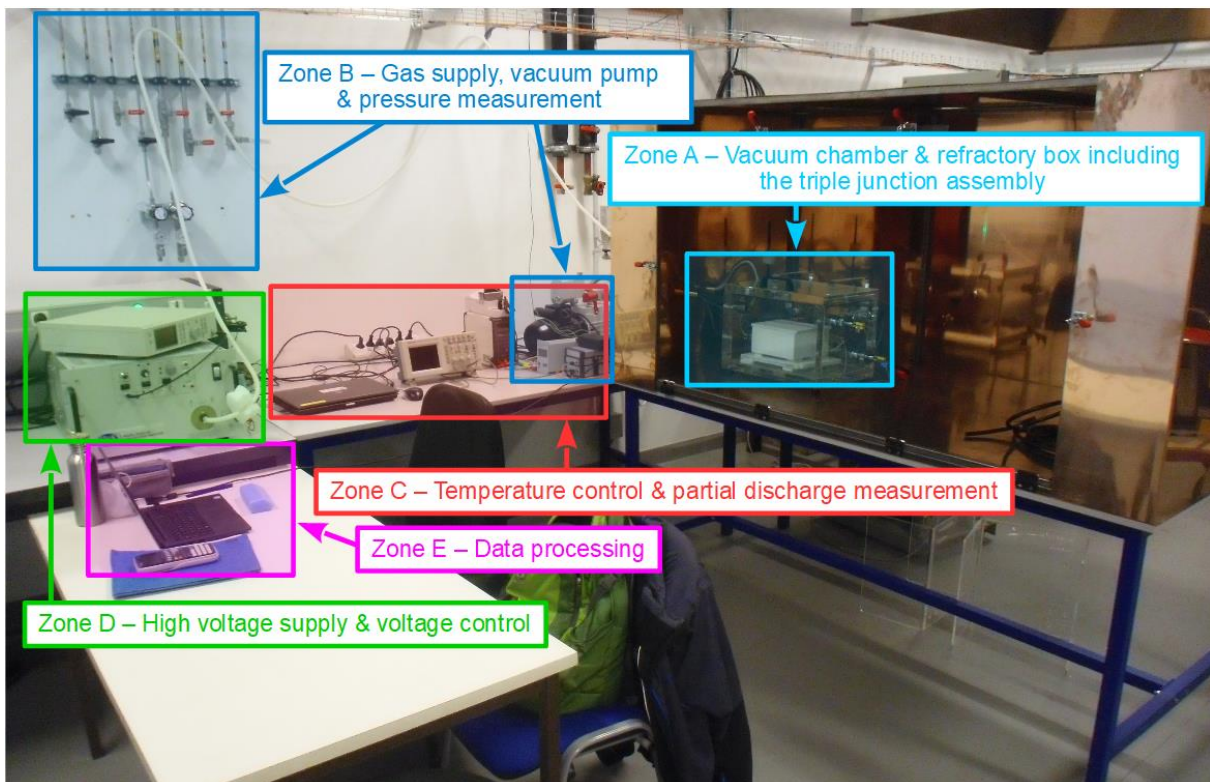 Zone B – Gas supply, vacuum pump
& pressure measurement
Zone A – Vacuum chamber & refractory box including
the triple junction assembly
Zone C – Temperature control & partial discharge measurement
Zone E – Data processing
Zone D – High voltage supply & voltage control